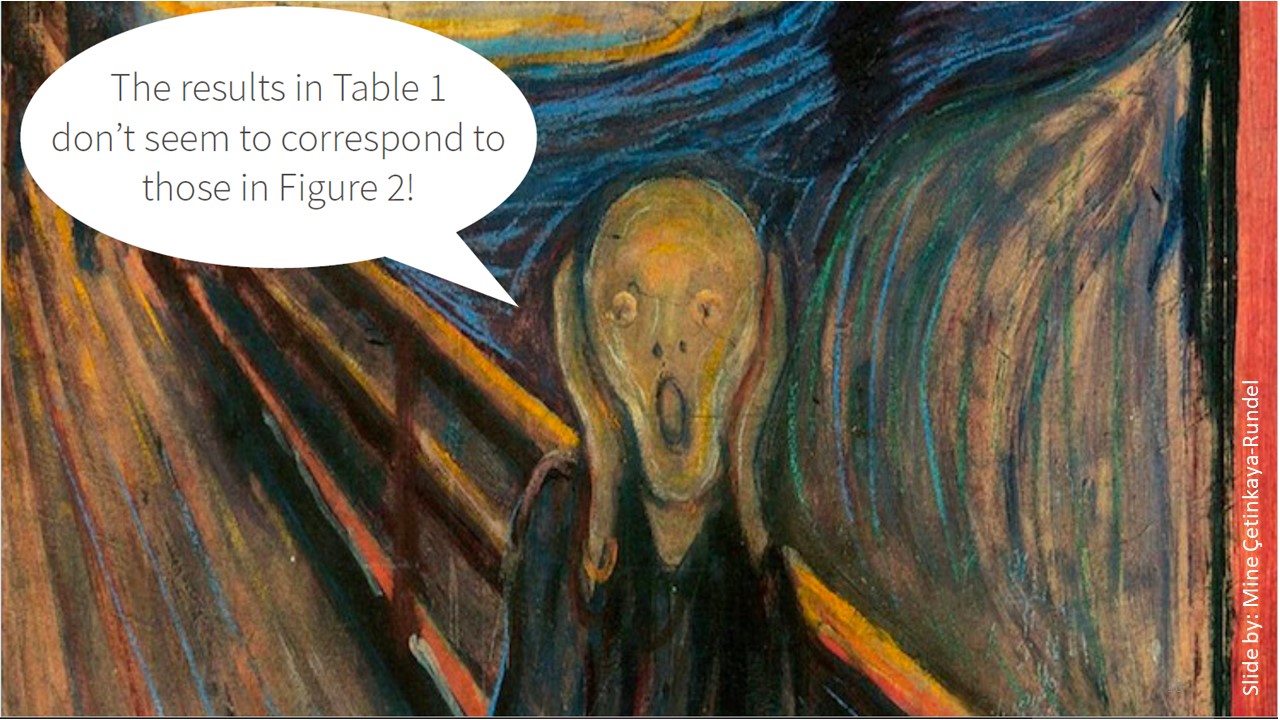 The results in Table 1
don’t seem to correspond to
those in Figure 2!
Slide by: Mine Çetinkaya-Rundel